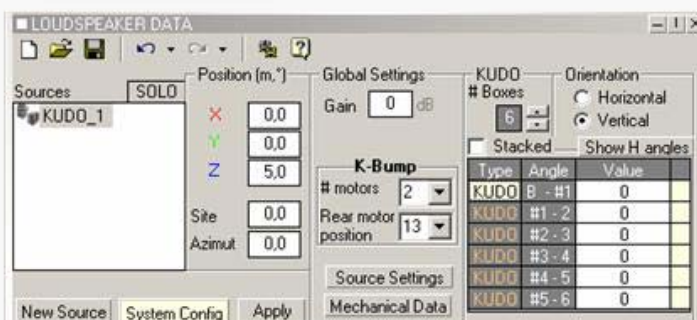 LOUDSPEAKER DATA
Sources
SOLO
KUDO_1
Position (m,°)
X 0,0
Y 0,0
Z 5,0
Site 0,0
Azimut 0,0
Global Settings
Gain 0 dB
K-Bump
# motors 2
Rear motor position 13
Source Settings
Mechanical Data
KUDO
# Boxes
6
Stacked
Orientation
Horizontal
Vertical
Show H angles
Type Angle Value
KUDO B - #1 0
KUDO #1 - 2 0
KUDO #2 - 3 0
KUDO #3 - 4 0
KUDO #4 - 5 0
KUDO #5 - 6 0
New Source System Config Apply